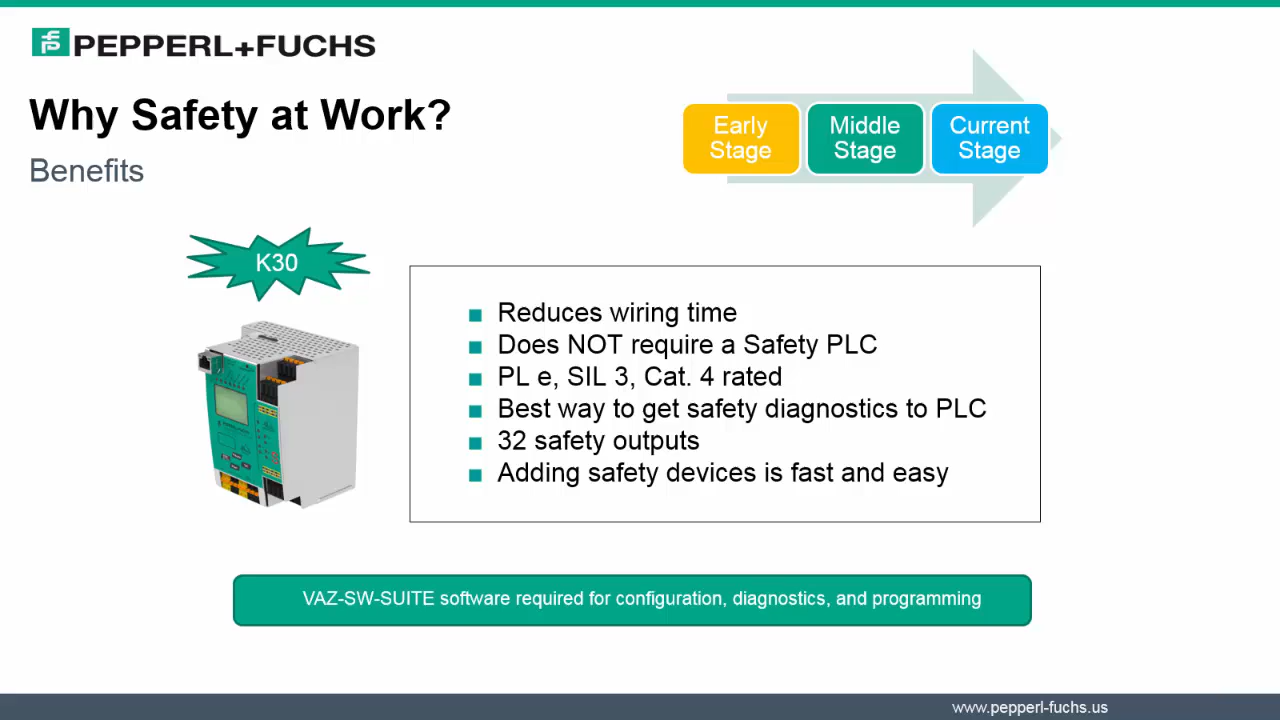 PEPPERL+FUCHS
Why Safety at Work?
Benefits
Early
Stage
Middle
Stage
Current
Stage
K30
Reduces wiring time
Does NOT require a Safety PLC
PL e, SIL 3, Cat. 4 rated
Best way to get safety diagnostics to PLC
32 safety outputs
Adding safety devices is fast and easy
VAZ-SW-SUITE software required for configuration, diagnostics, and programming
www.pepperl-fuchs.us